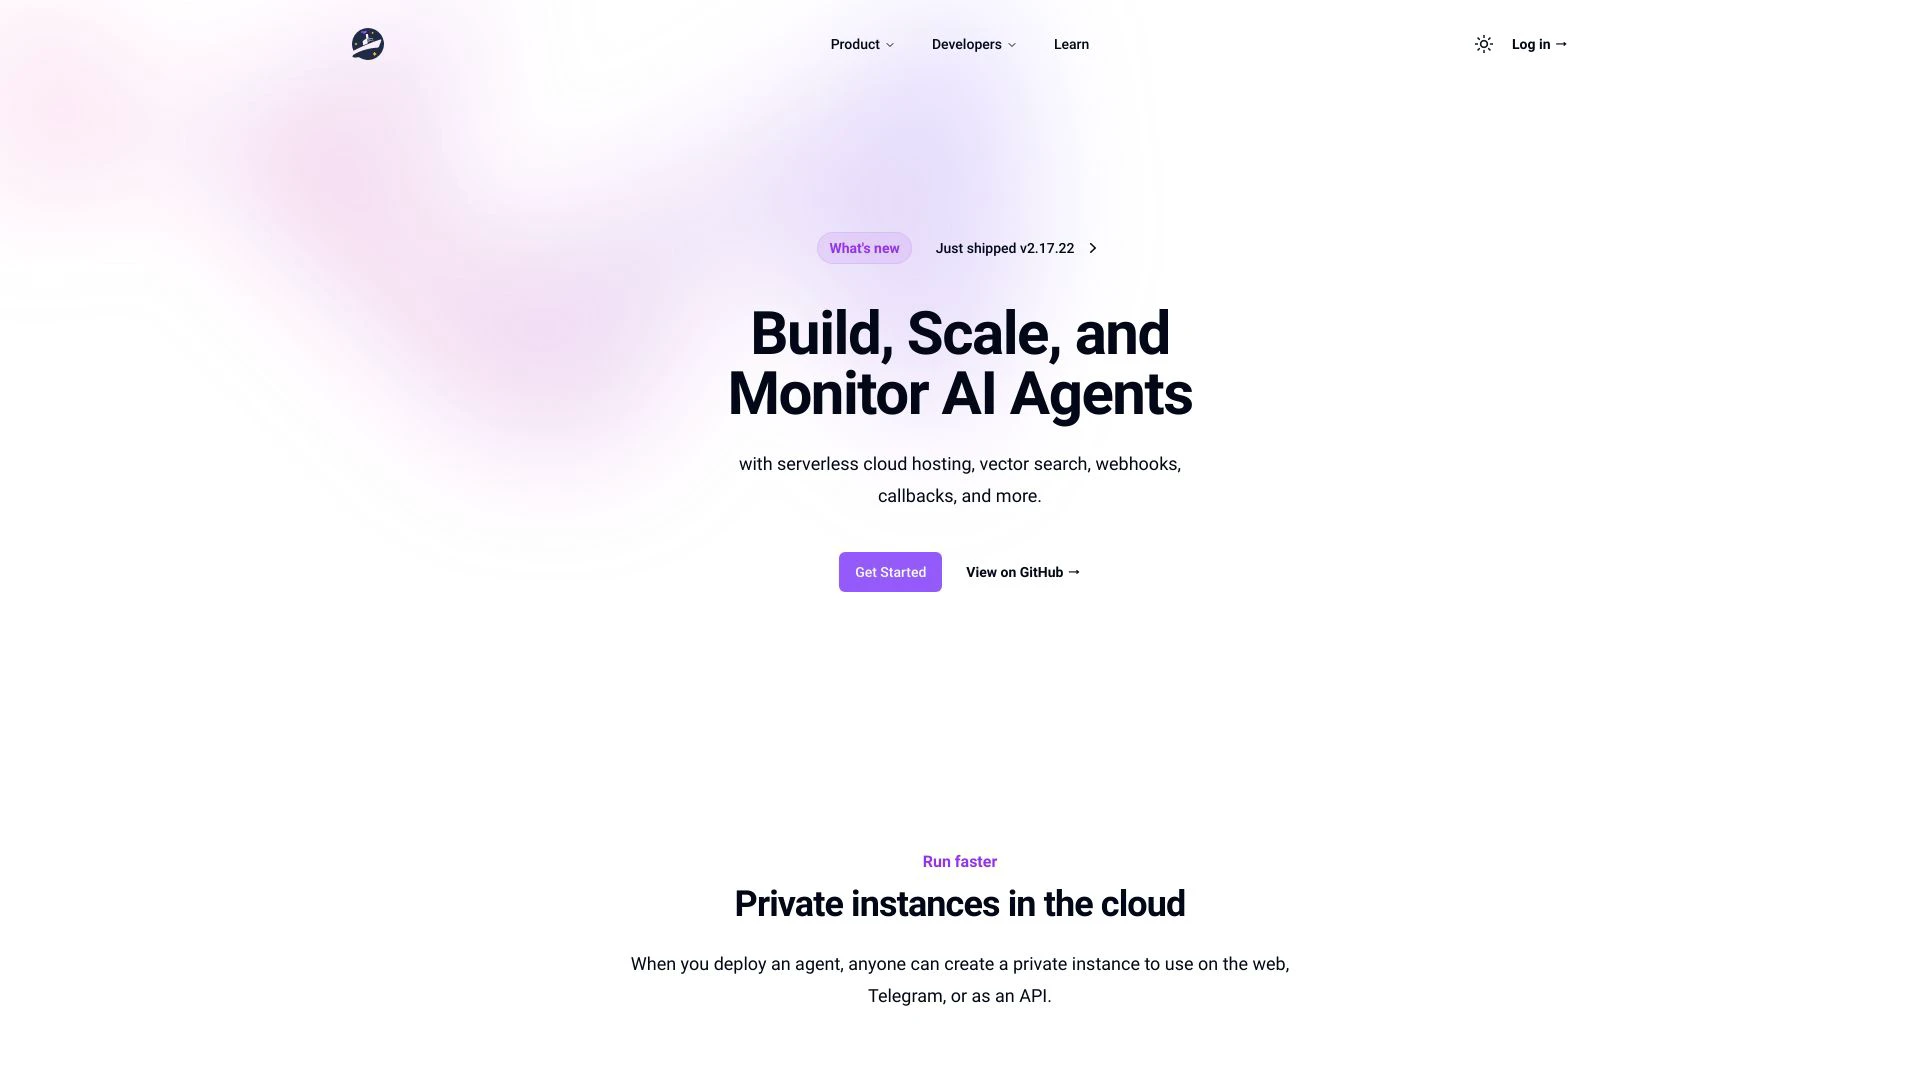 Product
Developers
Learn
Log in →
What's new
Just shipped v2.17.22
Build, Scale, and
Monitor AI Agents
with serverless cloud hosting, vector search, webhooks,
callbacks, and more.
Get Started
View on GitHub →
Run faster
Private instances in the cloud
When you deploy an agent, anyone can create a private instance to use on the web,
Telegram, or as an API.